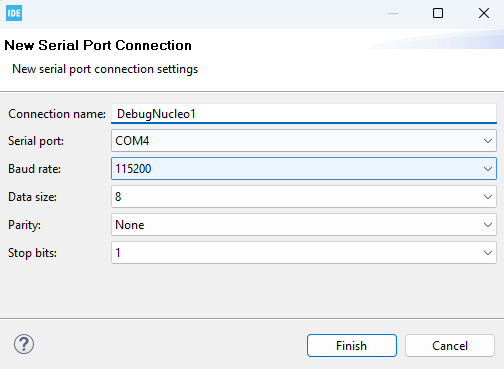 IDE
New Serial Port Connection
New serial port connection settings
Connection name: DebugNucleo1
Serial port: COM4
Baud rate: 115200
Data size: 8
Parity: None
Stop bits: 1
? Finish Cancel